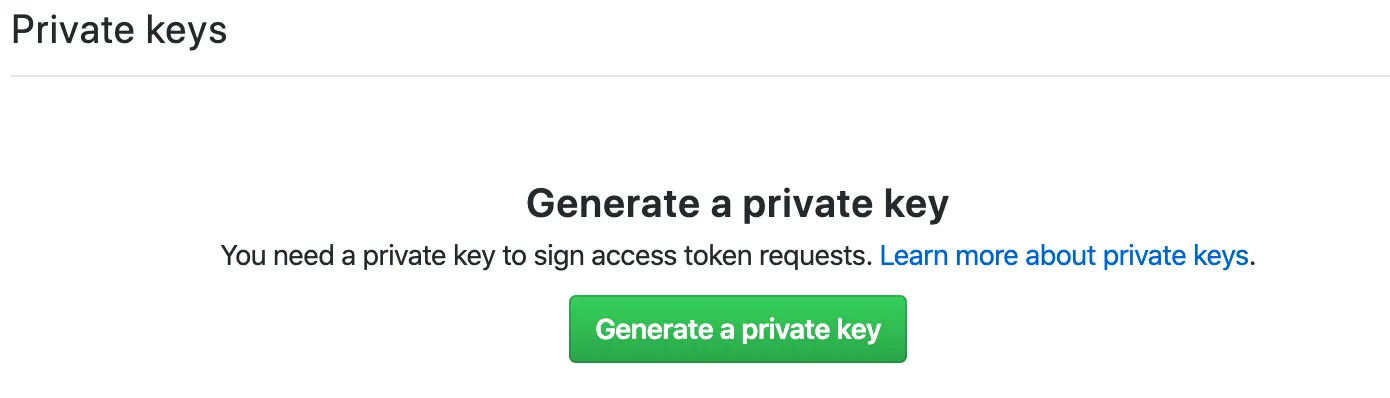 Private keys
Generate a private key
You need a private key to sign access token requests. Learn more about private keys.
Generate a private key